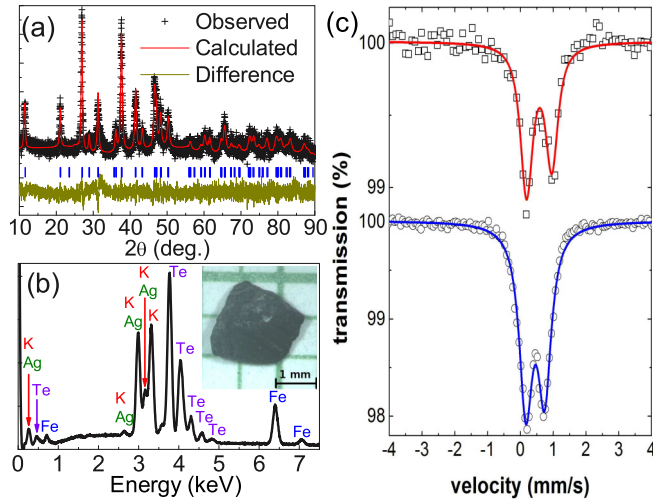 (a)
Observed
Calculated
Difference
10 20 30 40 50 60 70 80 90
2θ (deg.)
(b)
K
Ag
Te
Fe
K
Ag
K
Ag
K
Ag
K
Te
Te
Te
Te
Te
Fe
Fe
1 mm
0 1 2 3 4 5 6 7
Energy (keV)
(c)
100
99
100
99
98
transmission (%)
-4 -3 -2 -1 0 1 2 3 4
velocity (mm/s)